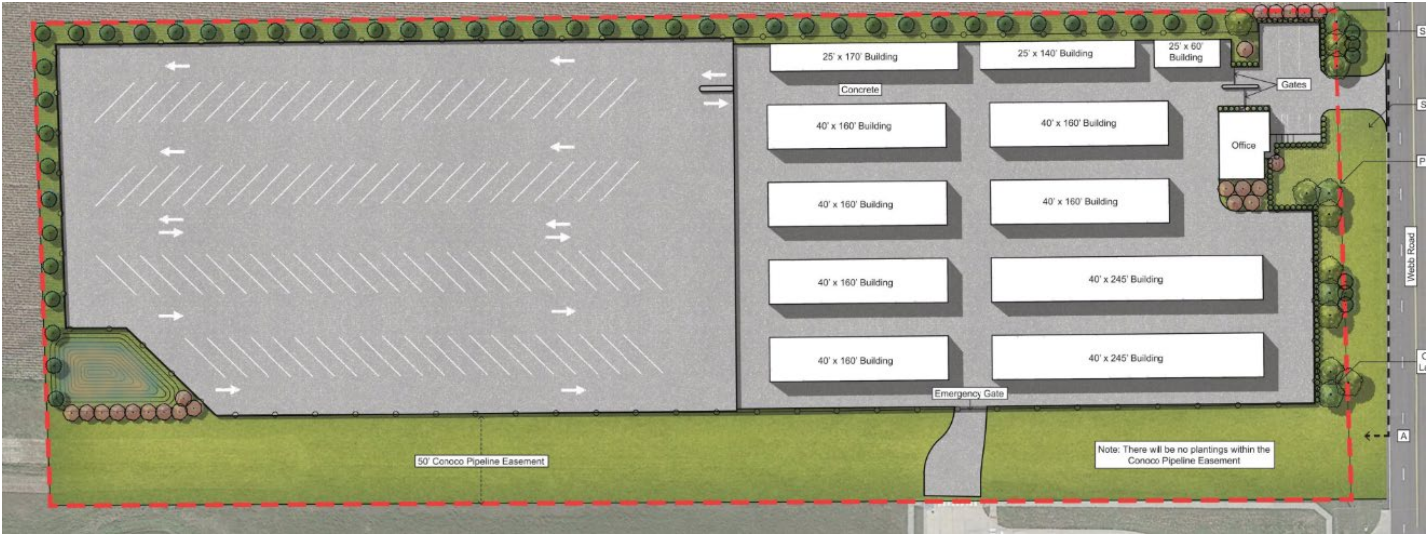 25' x 170' Building
25' x 140' Building
25' x 60'
Building
S
Concrete
Gates
S
40' x 160' Building
40' x 160' Building
Office
P
40' x 160' Building
40' x 160' Building
Webb Road
40' x 160' Building
40' x 245' Building
40' x 160' Building
40' x 245' Building
Emergency Gate
A
50' Conoco Pipeline Easement
Note: There will be no plantings within the
Conoco Pipeline Easement